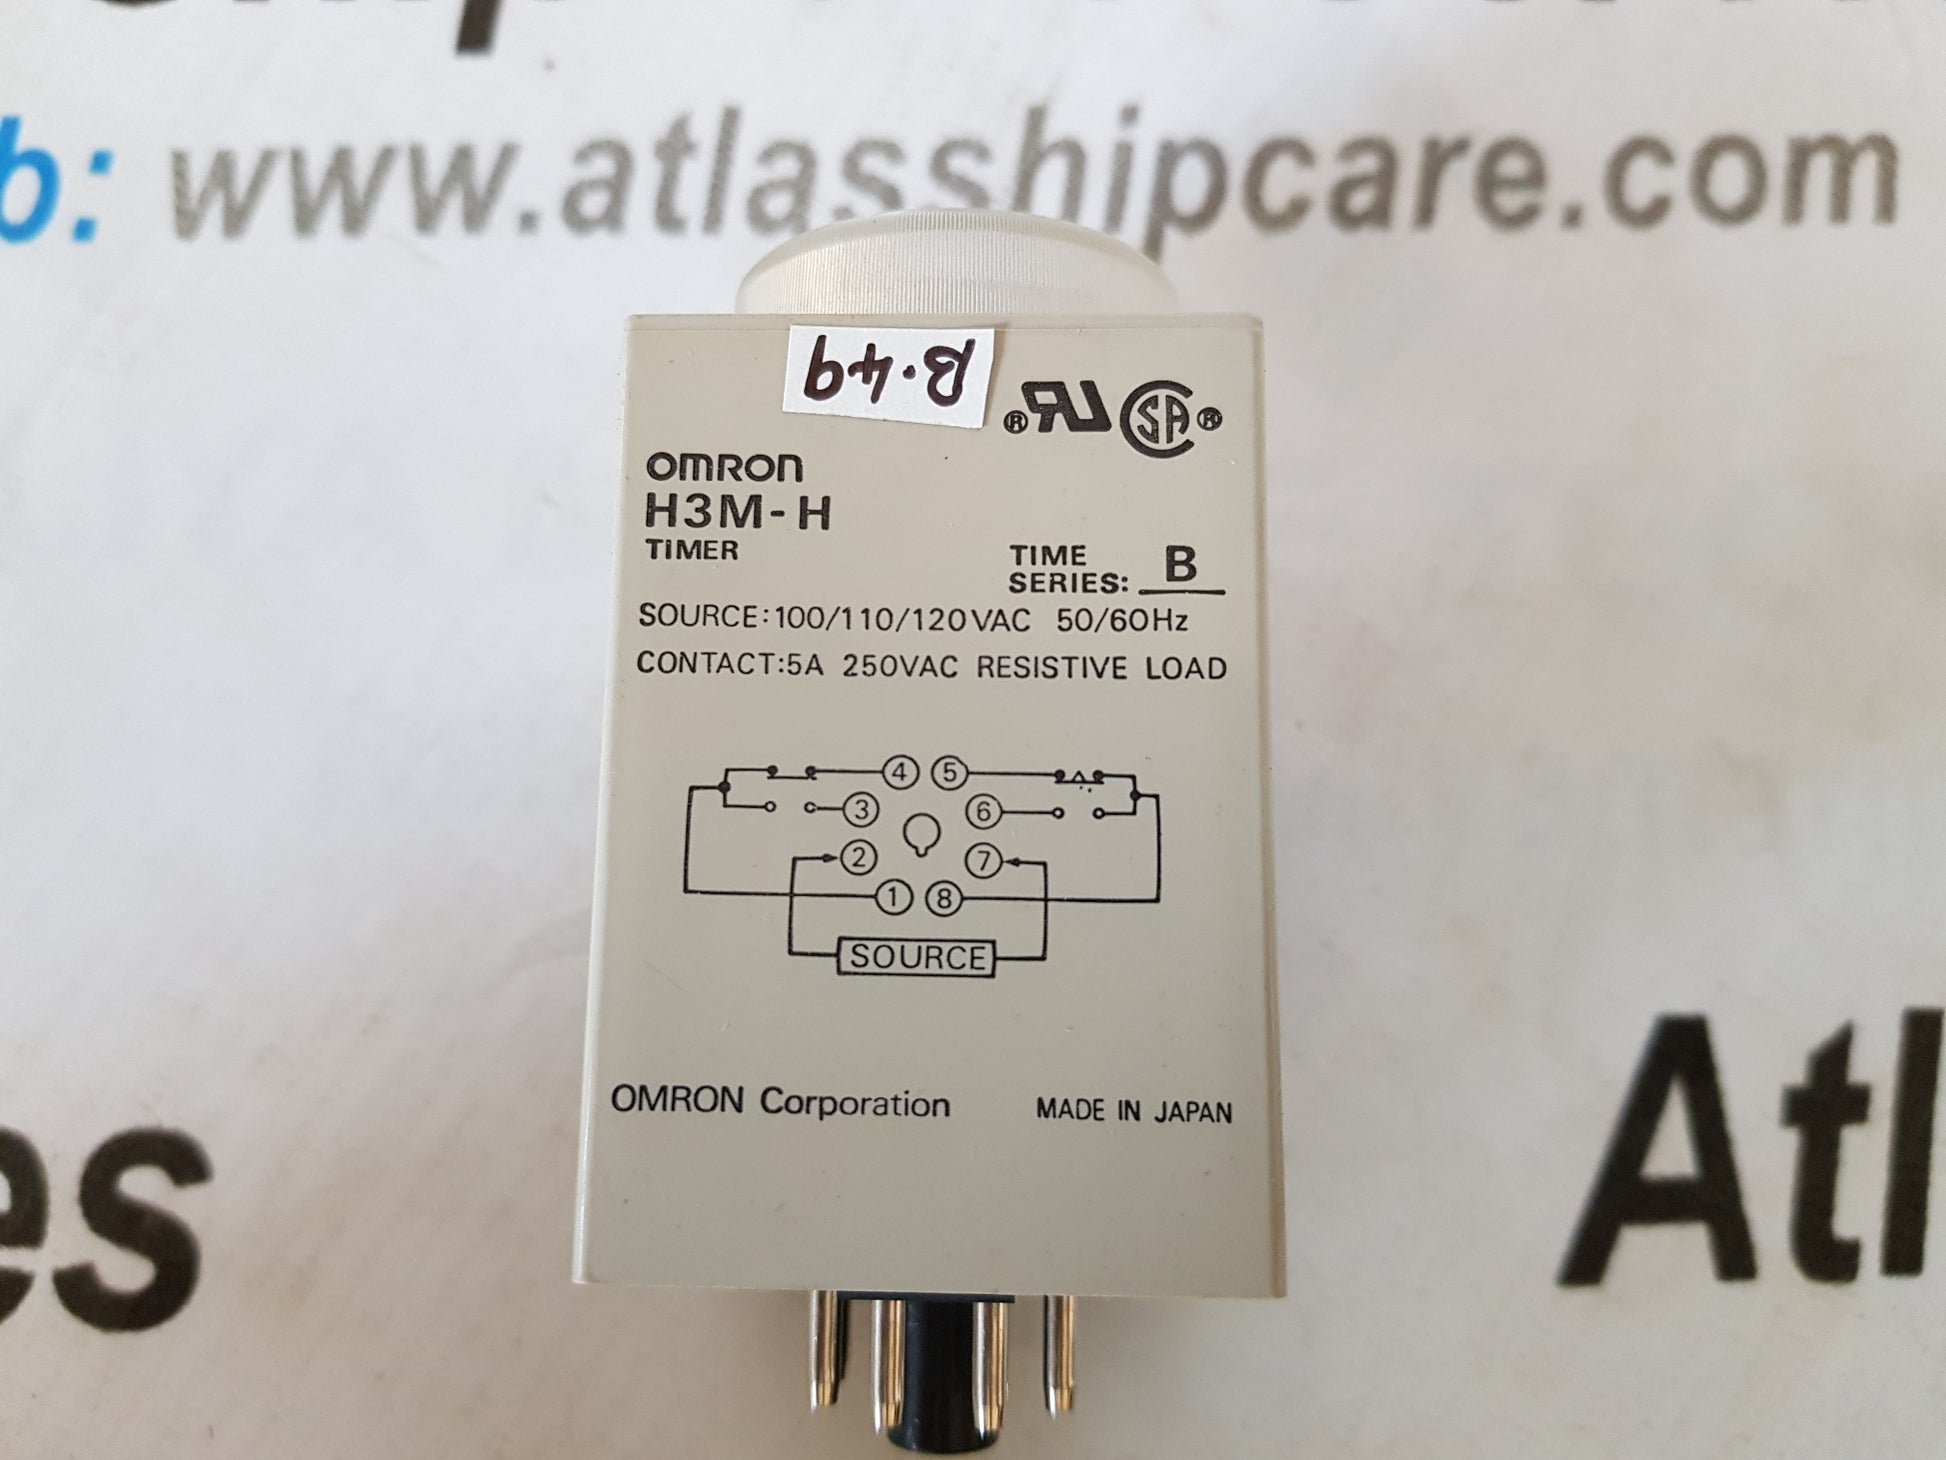 b: www.atlasshipcare.com
B.49
OMRON
H3M-H
TIMER
TIME
SERIES: B
SOURCE:100/110/120VAC 50/60Hz
CONTACT:5A 250VAC RESISTIVE LOAD
4 5
3 6
2 7
1 8
SOURCE
OMRON Corporation MADE IN JAPAN
es
Atl